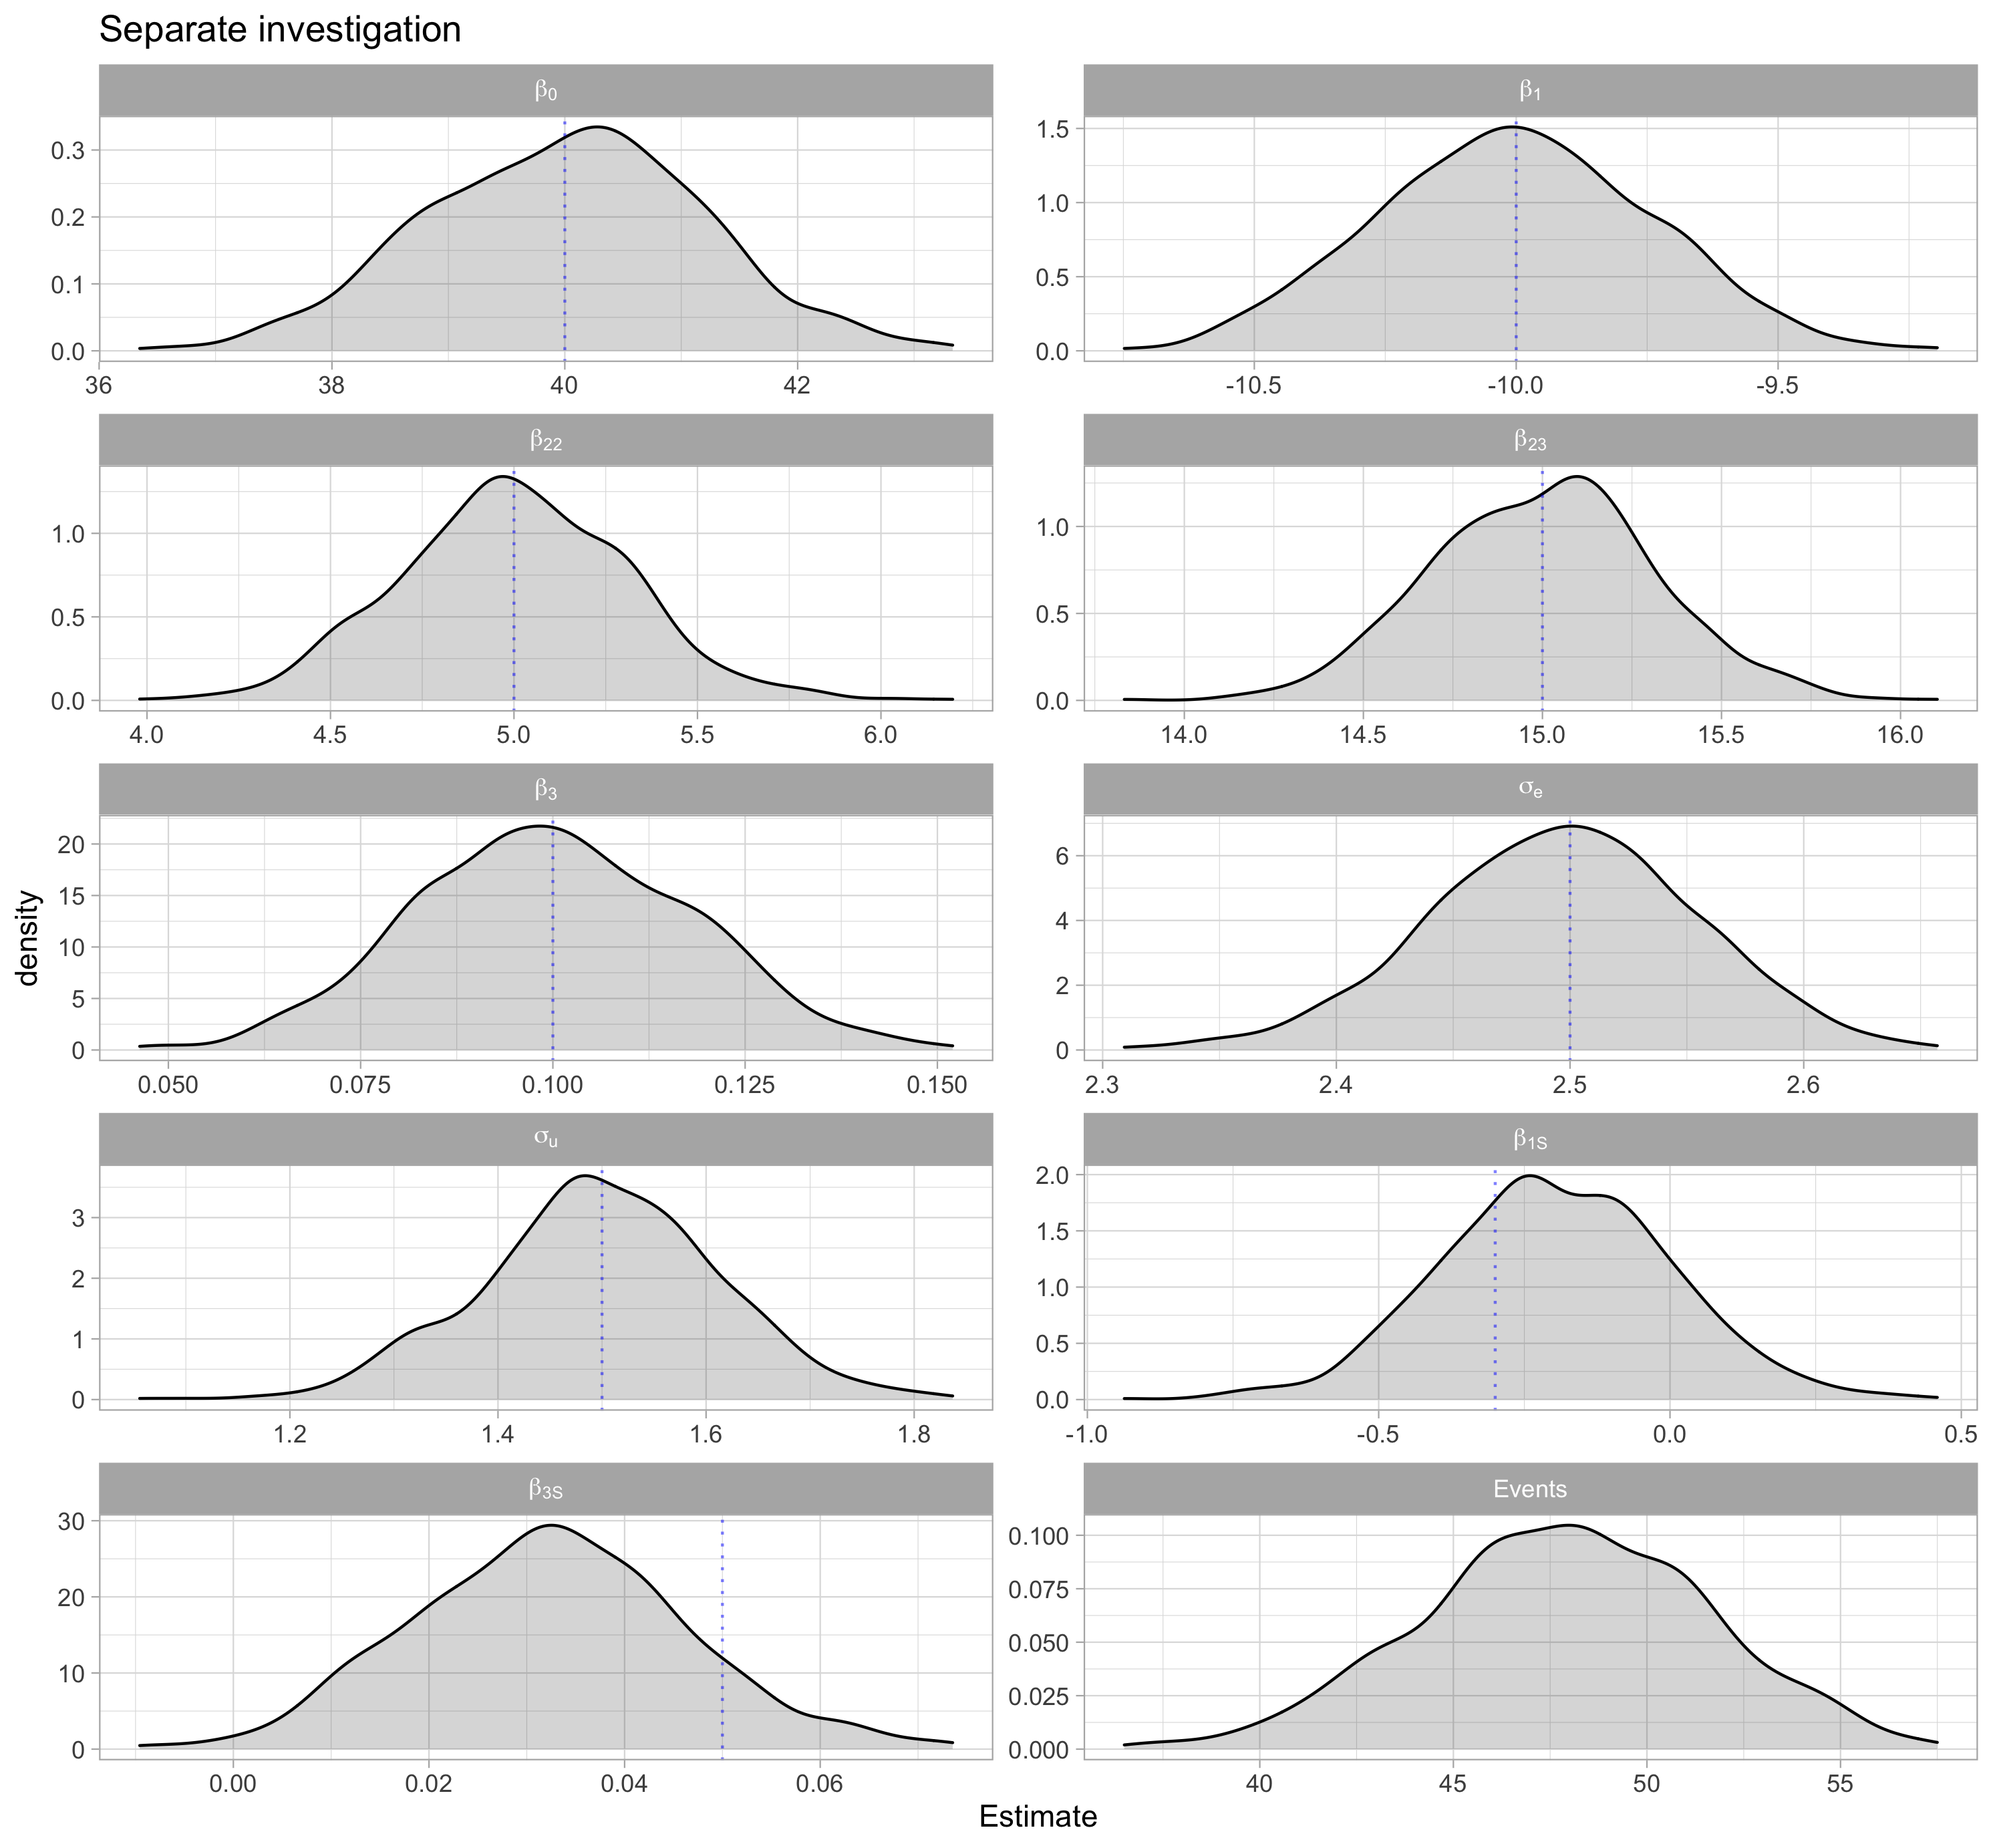 Separate investigation
β0 β1
0.3
0.2
0.1
0.0
36 38 40 42
1.5
1.0
0.5
0.0
-10.5 -10.0 -9.5
β22 β23
1.0
0.5
0.0
4.0 4.5 5.0 5.5 6.0
1.0
0.5
0.0
14.0 14.5 15.0 15.5 16.0
β3 σe
20
15
10
5
0
0.050 0.075 0.100 0.125 0.150
6
4
2
0
2.3 2.4 2.5 2.6
σu β1S
3
2
1
0
1.2 1.4 1.6 1.8
2.0
1.5
1.0
0.5
0.0
-1.0 -0.5 0.0 0.5
β3S Events
30
20
10
0
0.00 0.02 0.04 0.06
0.100
0.075
0.050
0.025
0.000
40 45 50 55
density
Estimate